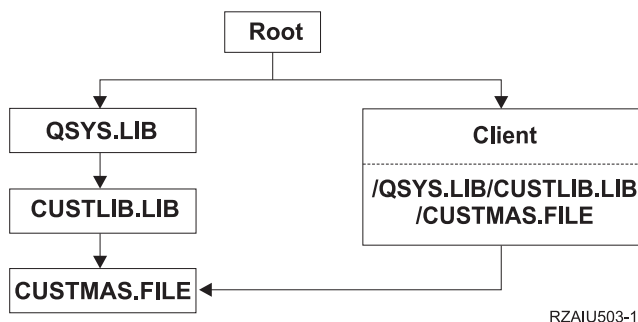 Root
QSYS.LIB
CUSTLIB.LIB
CUSTMAS.FILE
Client
/QSYS.LIB/CUSTLIB.LIB
/CUSTMAS.FILE
RZAIU503-1